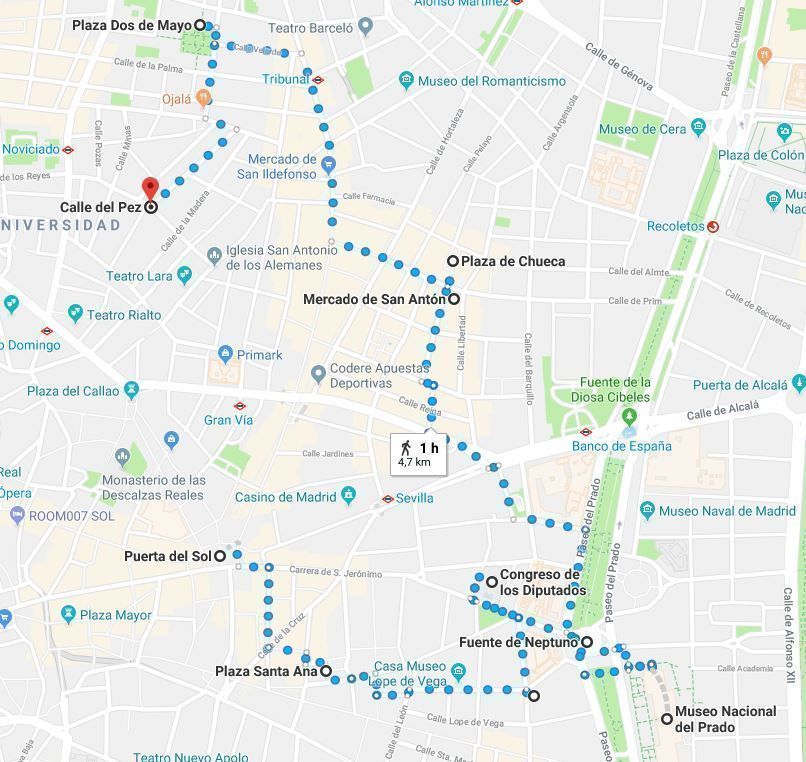 Alonso Martínez
Plaza Dos de Mayo
Teatro Barceló
Calle de la Palma
Tribunal
Museo del Romanticismo
Calle de Génova
Paseo de la Castellana
Ojalá
Calle de Hortaleza
Calle Pelayo
Calle Argensola
Museo de Cera
Plaza de Colón
Noviciado
Calle Pozas
Calle Minas
Mercado de
San Ildefonso
de los Reyes
Calle Farmacia
Museo
Nac
Calle del Pez
Calle de la Madera
Recoletos
NIVERSIDAD
Iglesia San Antonio
de los Alemanes
Plaza de Chueca
Calle del Almte.
Teatro Lara
Mercado de San Antón
Calle de Prim
Calle de Recoletos
Teatro Rialto
Calle Libertad
o Domingo
Primark
Calle del Barquillo
Codere Apuestas
Deportivas
Plaza del Callao
Fuente de la
Diosa Cibeles
Puerta de Alcalá
Calle Reina
Gran Vía
Calle de Alcalá
1 h
4,7 km
Banco de España
Calle Jardines
Real
Ópera
Monasterio de las
Descalzas Reales
Casino de Madrid
Sevilla
Paseo del Prado
Museo Naval de Madrid
ROOM007 SOL
Puerta del Sol
Carrera de S. Jerónimo
Congreso de
los Diputados
Paseo del Prado
Plaza Mayor
Calle de la Cruz
Fuente de Neptuno
Calle de Alfonso XII
Plaza Santa Ana
Casa Museo
Lope de Vega
Calle Academia
Calle del León
Calle Lope de Vega
Museo Nacional
del Prado
Paseo
Baja
Calle Sta.
Teatro Nuevo Apolo